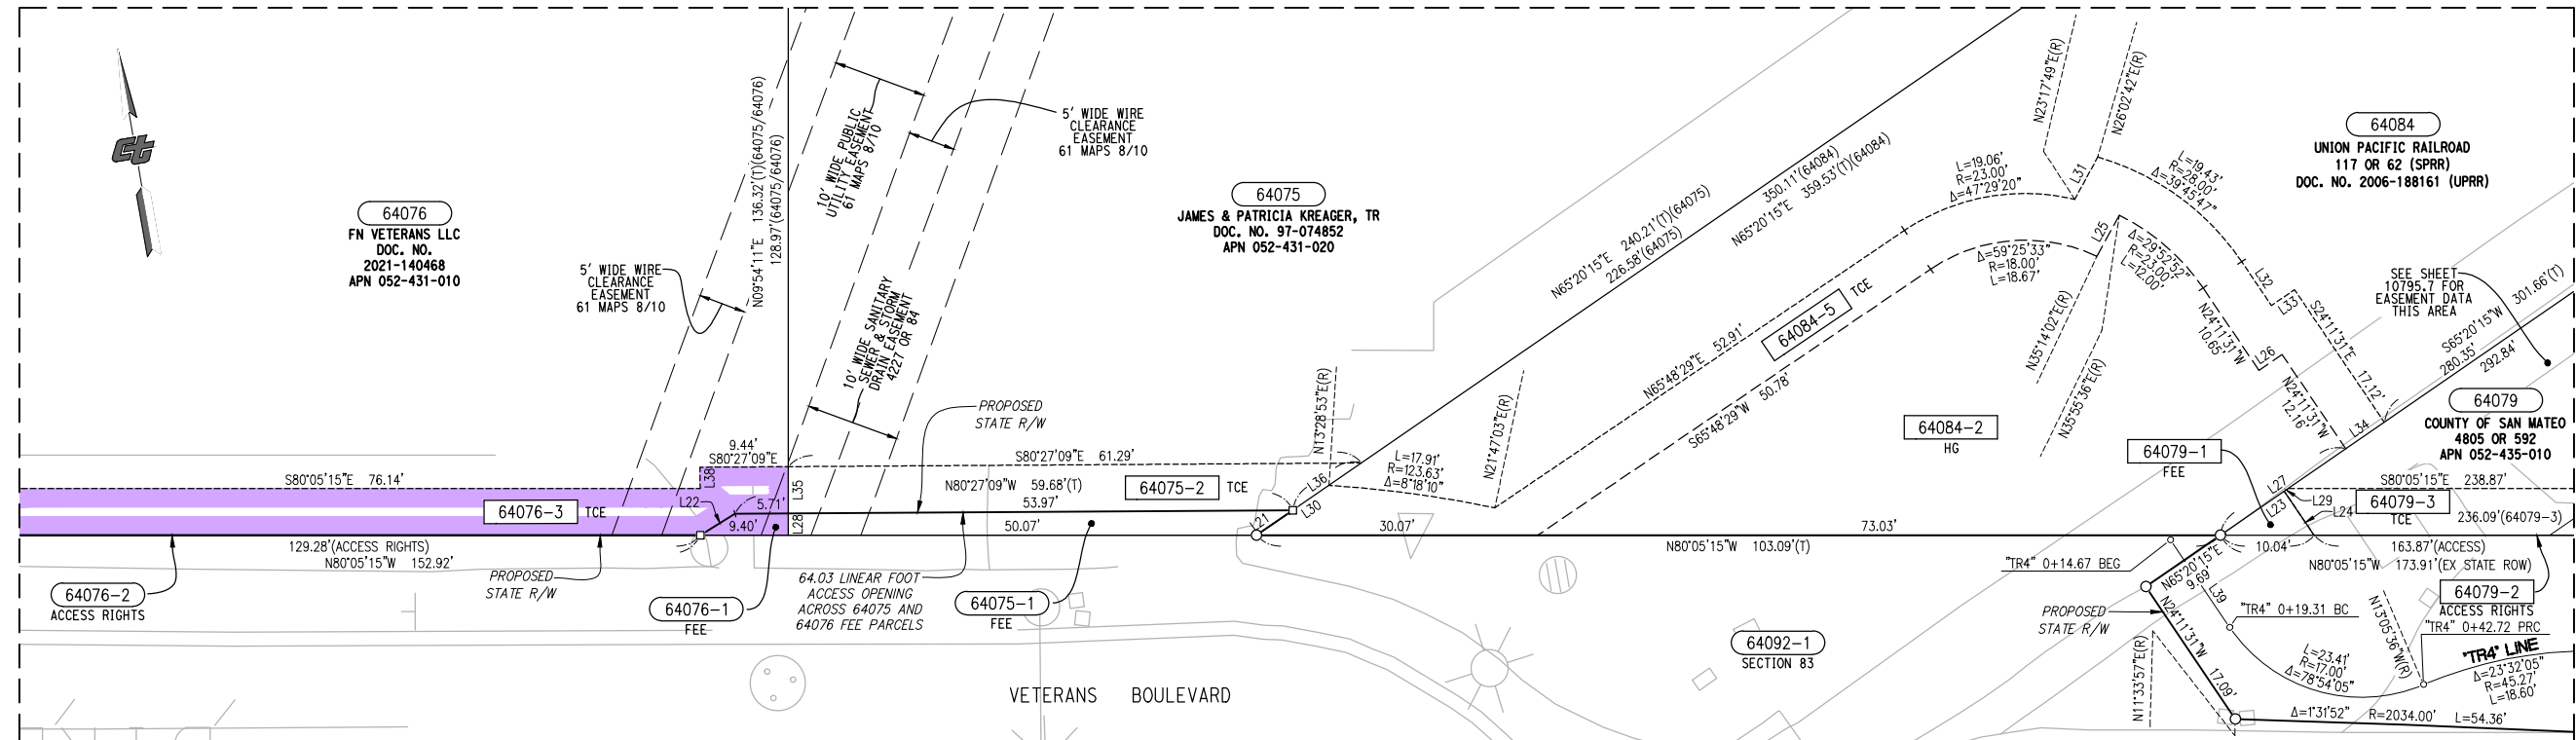 Ct
64076
FN VETERANS LLC
DOC. NO.
2021-140468
APN 052-431-010
5' WIDE WIRE
CLEARANCE
EASEMENT
61 MAPS 8/10
N09°54'11"E 136.32'(T)(64075/64076)
128.97'(64075/64076)
10' WIDE PUBLIC
UTILITY EASEMENT
61 MAPS 8/10
5' WIDE WIRE
CLEARANCE
EASEMENT
61 MAPS 8/10
10' WIDE SANITARY
SEWER & STORM
DRAIN EASEMENT
4227 OR 84
64075
JAMES & PATRICIA KREAGER, TR
DOC. NO. 97-074852
APN 052-431-020
PROPOSED
STATE R/W
N65°20'15"E 240.21'(T)(64075)
226.58'(64075)
350.11'(64084)
N65°20'15"E 359.53'(T)(64084)
L=19.06'
R=23.00'
Δ=47°29'20"
N23°17'49"E(R)
N26°02'42"E(R)
L31
L=19.43'
R=28.00'
Δ=39°45'47"
64084
UNION PACIFIC RAILROAD
117 OR 62 (SPRR)
DOC. NO. 2006-188161 (UPRR)
L25
Δ=59°25'33"
R=18.00'
L=18.67'
Δ=29°52'52"
R=23.00'
L=12.00'
L32
L33
SEE SHEET
10795.7 FOR
EASEMENT DATA
THIS AREA
301.66'(T)
S65°20'15"W
280.35'
292.84'
64084-5
TCE
N65°48'29"E 52.91'
S65°48'29"W 50.78'
N35°14'02"E(R)
N35°55'36"E(R)
N24°11'31"W
10.65'
L26
S24°11'31"E 17.12'
N24°11'31"W
12.16'
L34
64084-2
HG
64079
COUNTY OF SAN MATEO
4805 OR 592
APN 052-435-010
64079-1
FEE
S80°05'15"E 76.14'
9.44'
S80°27'09"E
L38
L35
L28
S80°27'09"E 61.29'
N80°27'09"W 59.68'(T)
53.97'
64075-2
TCE
N13°28'53"E(R)
L36
L30
L21
L=17.91'
R=123.63'
Δ=8°18'10"
N21°47'03"E(R)
64076-3
TCE
L22
5.71'
9.40'
50.07'
30.07'
73.03'
L27
L23
L29
L24
S80°05'15"E 238.87'
64079-3
TCE
236.09'(64079-3)
129.28'(ACCESS RIGHTS)
N80°05'15"W 152.92'
N80°05'15"W 103.09'(T)
10.04'
163.87'(ACCESS)
N80°05'15"W 173.91'(EX STATE ROW)
64076-2
ACCESS RIGHTS
PROPOSED
STATE R/W
64076-1
FEE
64.03 LINEAR FOOT
ACCESS OPENING
ACROSS 64075 AND
64076 FEE PARCELS
64075-1
FEE
"TR4" 0+14.67 BEG
N65°20'15"E
9.69'
L39
64079-2
ACCESS RIGHTS
PROPOSED
STATE R/W
"TR4" 0+19.31 BC
N13°05'36"W(R)
"TR4" 0+42.72 PRC
"TR4" LINE
N24°11'31"W 17.09'
N11°33'57"E(R)
L=23.41'
R=17.00'
Δ=78°54'05"
Δ=23°32'05"
R=45.27'
L=18.60'
64092-1
SECTION 83
VETERANS BOULEVARD
Δ=1°31'52" R=2034.00' L=54.36'